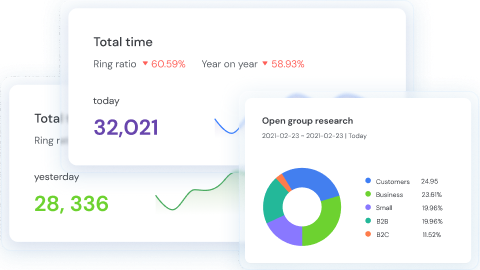 Total time
Ring ratio 60.59% Year on year 58.93%
today
32,021
Total
Ring ra
yesterday
28, 336
Open group research
2021-02-23 ~ 2021-02-23 | Today
Customers 24.95
Business 23.61%
Small 19.96%
B2B 19.96%
B2C 11.52%